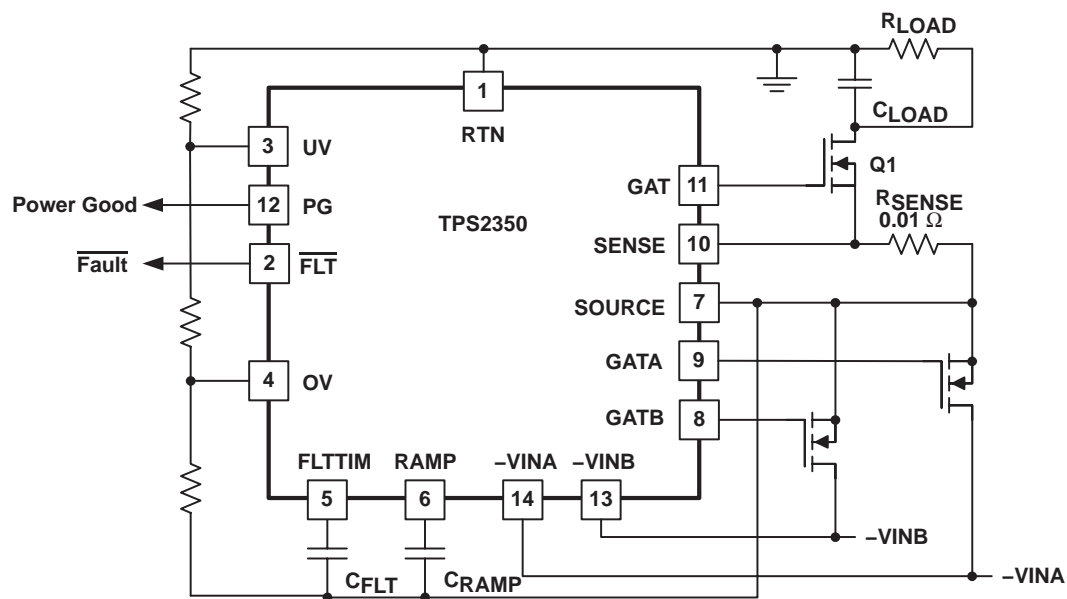 RLOAD
1
RTN
CLOAD
3 UV
Q1
GAT 11
12 PG
Power Good
RSENSE
0.01 Ω
TPS2350
SENSE 10
2 FLT
Fault
SOURCE 7
GATA 9
4 OV
GATB 8
FLTTIM RAMP –VINA –VINB
5 6 14 13
–VINB
CFLT CRAMP
–VINA